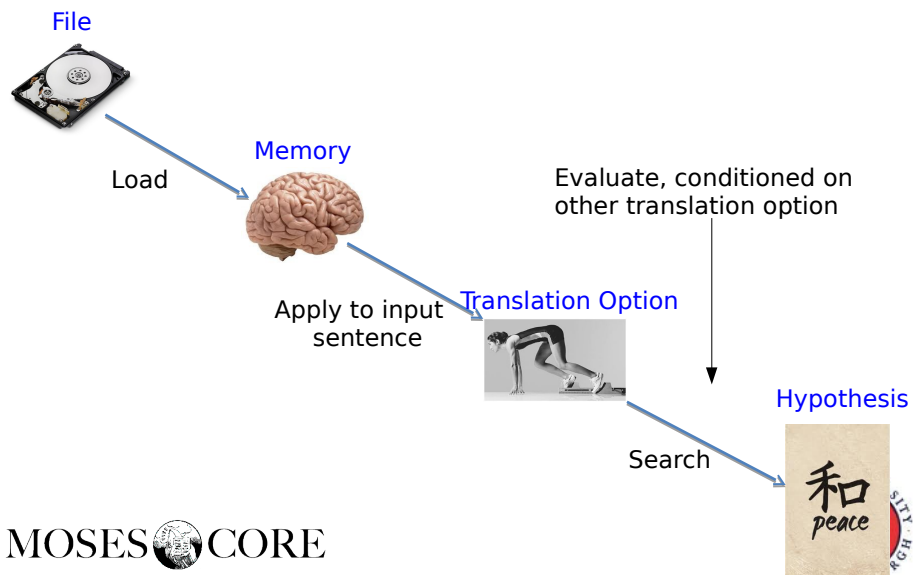 File
Memory
Load
Evaluate, conditioned on
other translation option
Translation Option
Apply to input
sentence
Hypothesis
Search
和
peace
MOSES CORE